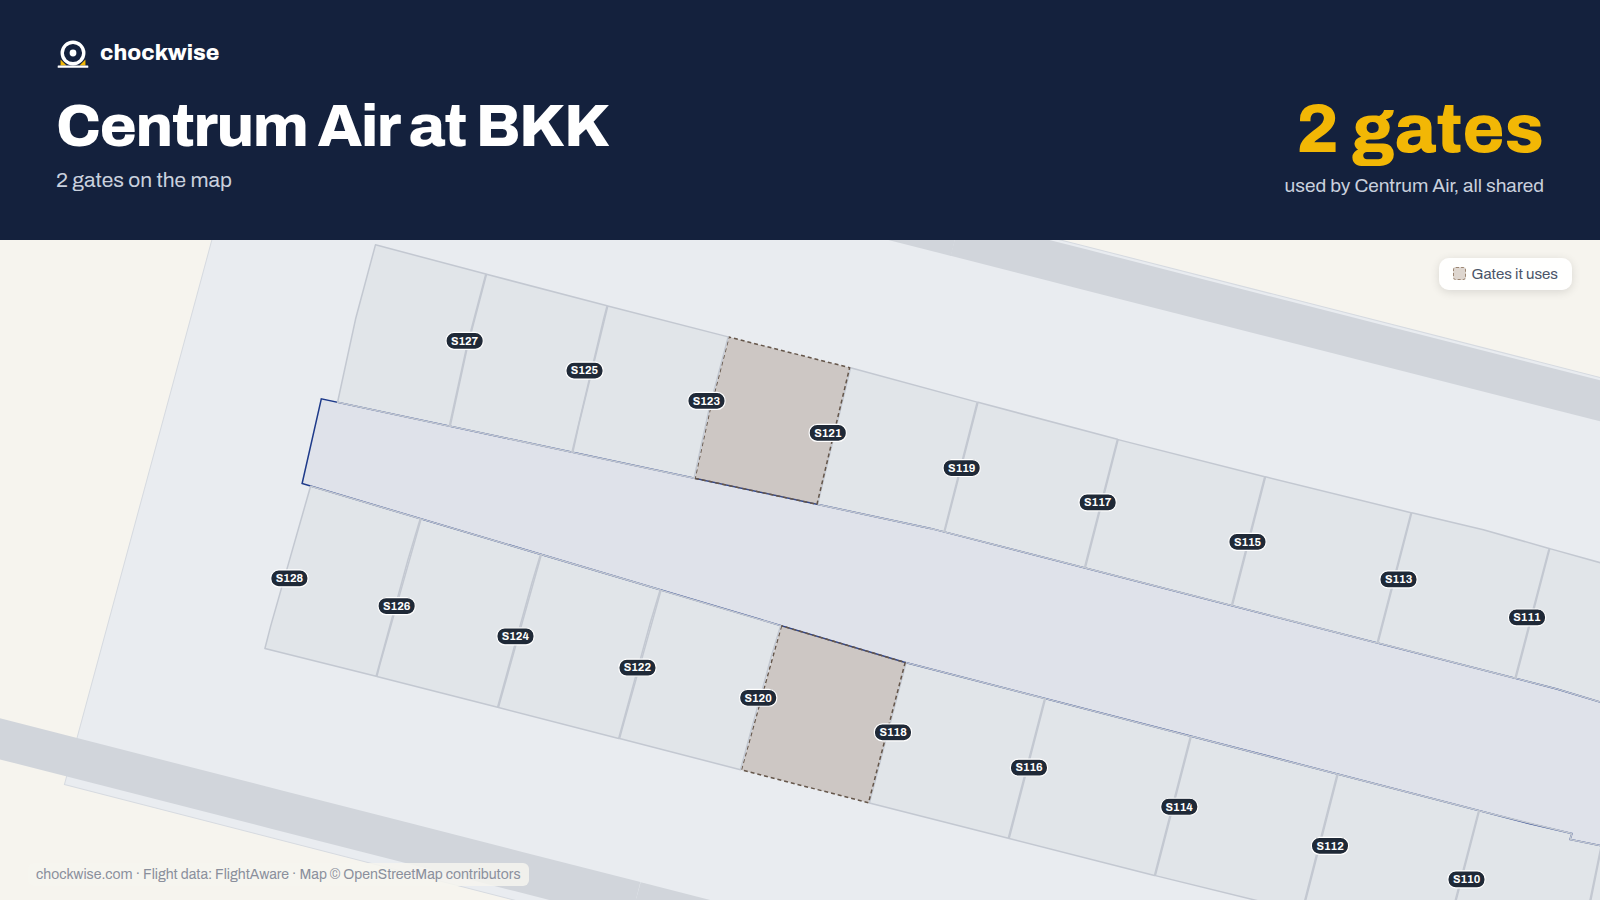 chockwise
Centrum Air at BKK
2 gates on the map
2 gates
used by Centrum Air, all shared
Gates it uses
S127
S125
S123
S121
S119
S117
S115
S113
S111
S128
S126
S124
S122
S120
S118
S116
S114
S112
S110
chockwise.com · Flight data: FlightAware · Map © OpenStreetMap contributors